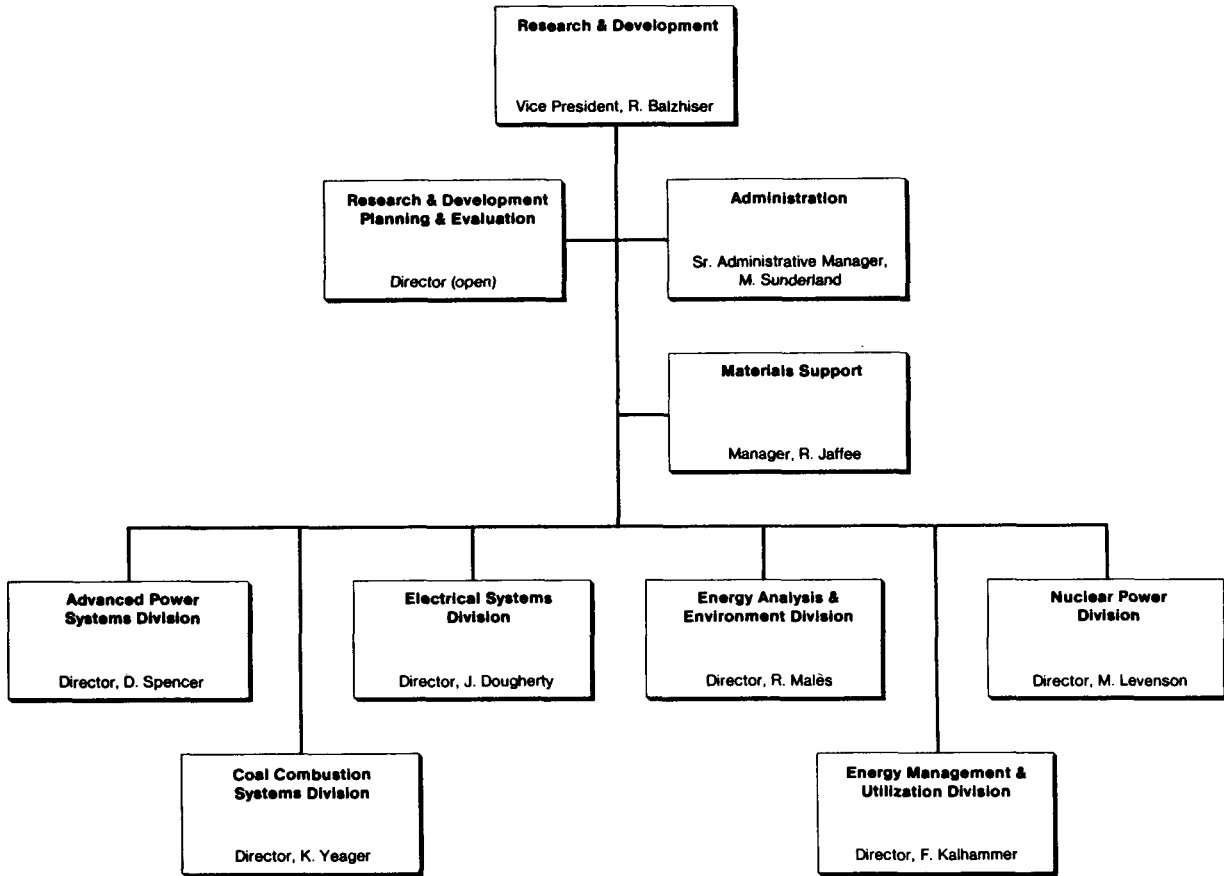 Research & Development
Vice President, R. Balzhiser
Research & Development
Planning & Evaluation
Director (open)
Administration
Sr. Administrative Manager,
M. Sunderland
Materials Support
Manager, R. Jaffee
Advanced Power
Systems Division
Director, D. Spencer
Electrical Systems
Division
Director, J. Dougherty
Energy Analysis &
Environment Division
Director, R. Malès
Nuclear Power
Division
Director, M. Levenson
Coal Combustion
Systems Division
Director, K. Yeager
Energy Management &
Utilization Division
Director, F. Kalhammer